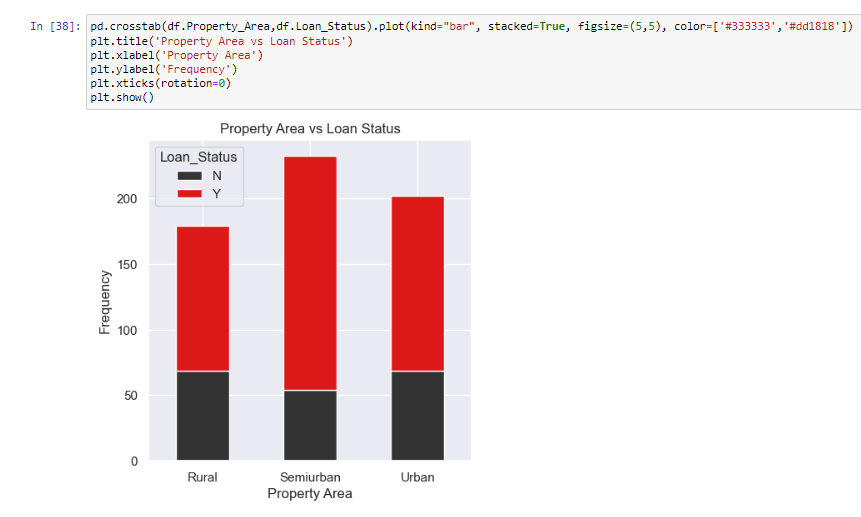 In [38]: pd.crosstab(df.Property_Area,df.Loan_Status).plot(kind="bar", stacked=True, figsize=(5,5), color=['#333333','#dd1818'])
plt.title('Property Area vs Loan Status')
plt.xlabel('Property Area')
plt.ylabel('Frequency')
plt.xticks(rotation=0)
plt.show()
Property Area vs Loan Status
Loan_Status
N
Y
200
150
100
50
0
Frequency
Rural Semiurban Urban
Property Area